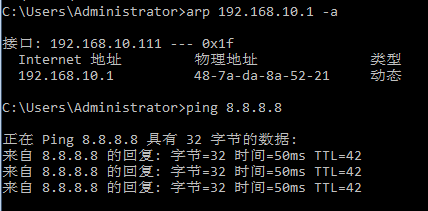 C:\Users\Administrator>arp 192.168.10.1 -a
接口: 192.168.10.111 --- 0x1f
Internet 地址 物理地址 类型
192.168.10.1 48-7a-da-8a-52-21 动态
C:\Users\Administrator>ping 8.8.8.8
正在 Ping 8.8.8.8 具有 32 字节的数据:
来自 8.8.8.8 的回复: 字节=32 时间=50ms TTL=42
来自 8.8.8.8 的回复: 字节=32 时间=50ms TTL=42
来自 8.8.8.8 的回复: 字节=32 时间=50ms TTL=42